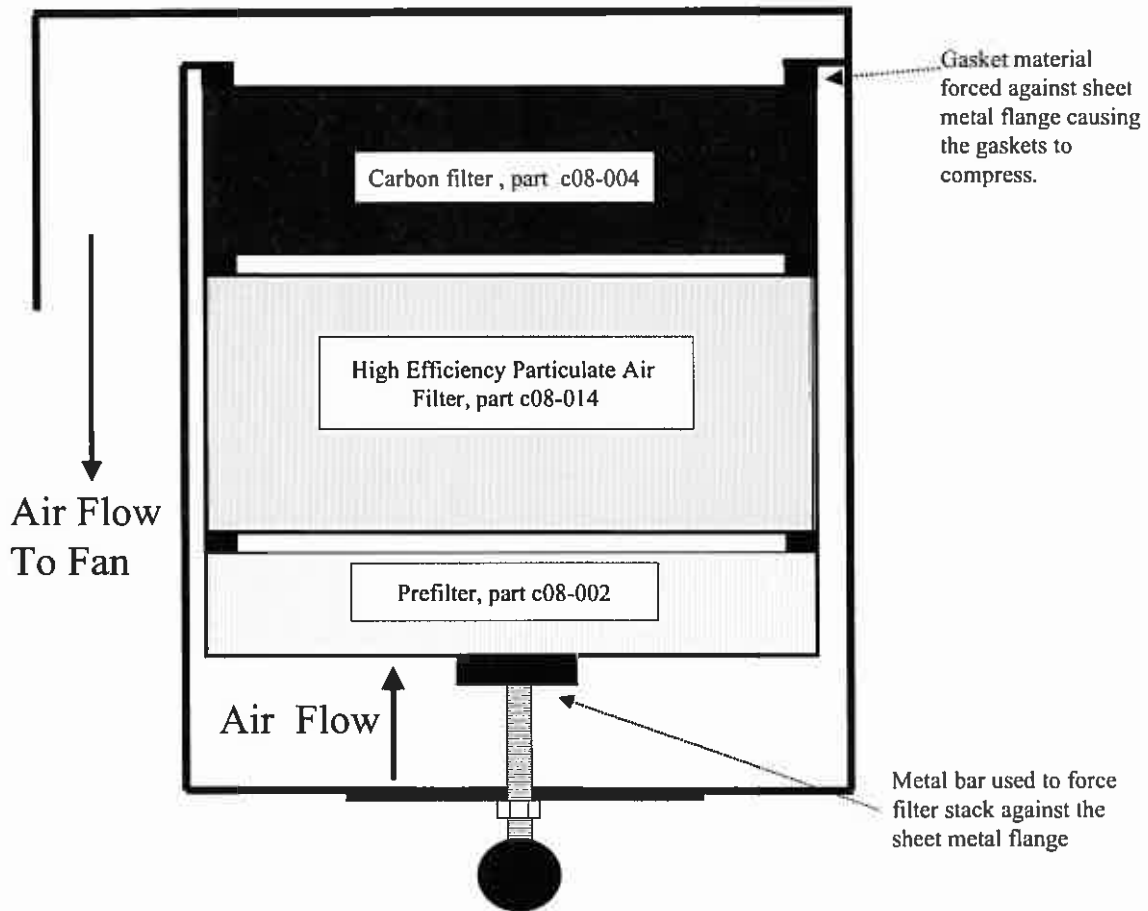 Gasket material
forced against sheet
metal flange causing
the gaskets to
compress.
Carbon filter , part c08-004
High Efficiency Particulate Air
Filter, part c08-014
Air Flow
To Fan
Prefilter, part c08-002
Air Flow
Metal bar used to force
filter stack against the
sheet metal flange